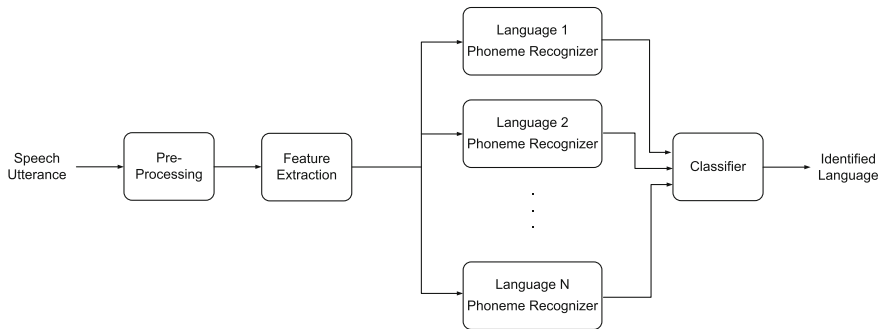 Speech
Utterance
Pre-
Processing
Feature
Extraction
Language 1
Phoneme Recognizer
Language 2
Phoneme Recognizer
Language N
Phoneme Recognizer
Classifier
Identified
Language